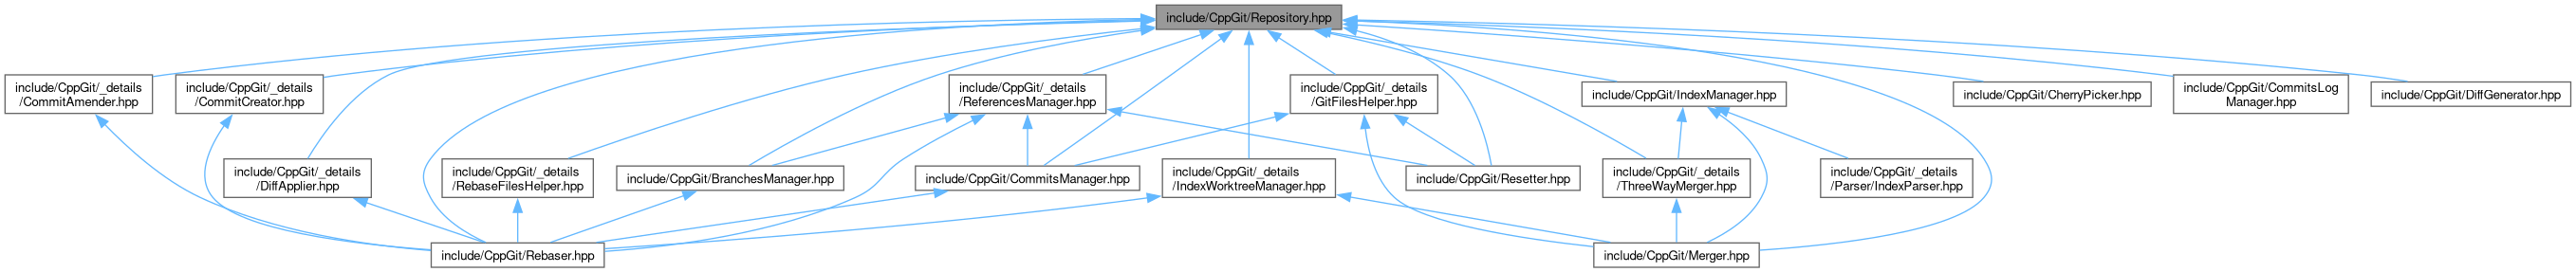 include/CppGit/Repository.hpp
include/CppGit/_details
/CommitAmender.hpp
include/CppGit/_details
/CommitCreator.hpp
include/CppGit/_details
/ReferencesManager.hpp
include/CppGit/_details
/GitFilesHelper.hpp
include/CppGit/IndexManager.hpp
include/CppGit/CherryPicker.hpp
include/CppGit/CommitsLog
Manager.hpp
include/CppGit/DiffGenerator.hpp
include/CppGit/_details
/DiffApplier.hpp
include/CppGit/_details
/RebaseFilesHelper.hpp
include/CppGit/BranchesManager.hpp
include/CppGit/CommitsManager.hpp
include/CppGit/_details
/IndexWorktreeManager.hpp
include/CppGit/Resetter.hpp
include/CppGit/_details
/ThreeWayMerger.hpp
include/CppGit/_details
/Parser/IndexParser.hpp
include/CppGit/Rebaser.hpp
include/CppGit/Merger.hpp